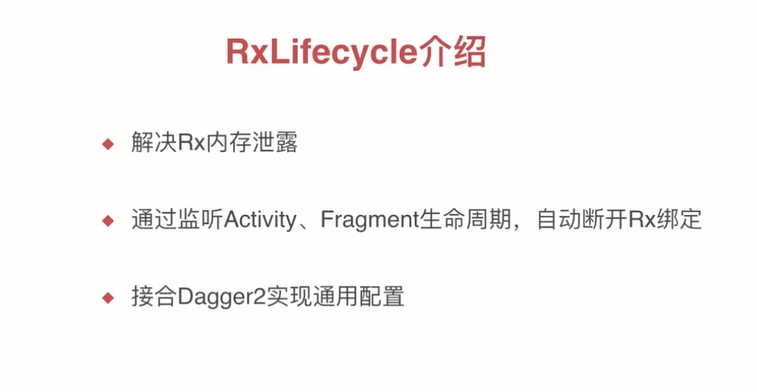 RxLifecycle介绍
解决Rx内存泄露
通过监听Activity、Fragment生命周期，自动断开Rx绑定
接合Dagger2实现通用配置